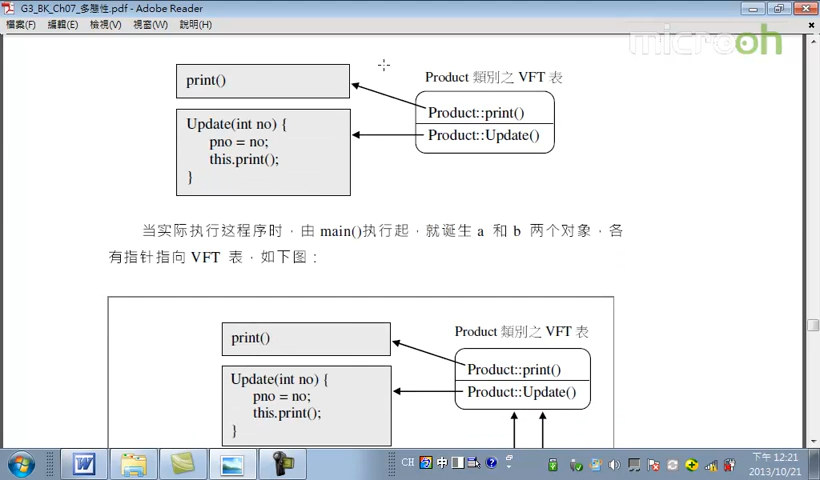 G3_BK_Ch07_多態性.pdf - Adobe Reader
檔案(F) 編輯(E) 檢視(V) 視窗(W) 說明(H)
microoh
Product 類別之 VFT 表
print()
Product::print()
Product::Update()
Update(int no) {
pno = no;
this.print();
}
当实际执行这程序时，由 main()执行起，就诞生 a 和 b 两个对象，各
有指针指向 VFT 表，如下图：
Product 類別之 VFT 表
print()
Product::print()
Product::Update()
Update(int no) {
pno = no;
this.print();
}
CH 中
下午 12:21
2013/10/21